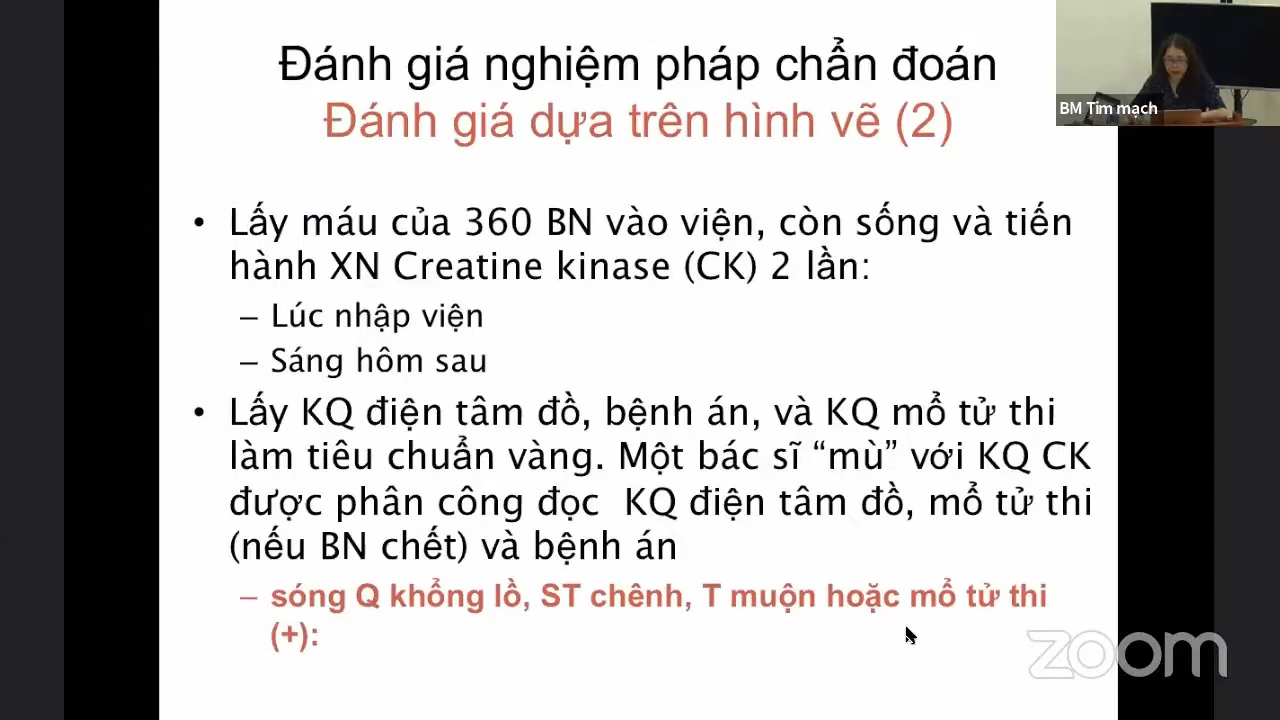 Đánh giá nghiệm pháp chẩn đoán
Đánh giá dựa trên hình vẽ (2)
BM Tim mạch
• Lấy máu của 360 BN vào viện, còn sống và tiến
hành XN Creatine kinase (CK) 2 lần:
– Lúc nhập viện
– Sáng hôm sau
• Lấy KQ điện tâm đồ, bệnh án, và KQ mổ tử thi
làm tiêu chuẩn vàng. Một bác sĩ “mù” với KQ CK
được phân công đọc KQ điện tâm đồ, mổ tử thi
(nếu BN chết) và bệnh án
– sóng Q khổng lồ, ST chênh, T muộn hoặc mổ tử thi
(+):
zoom